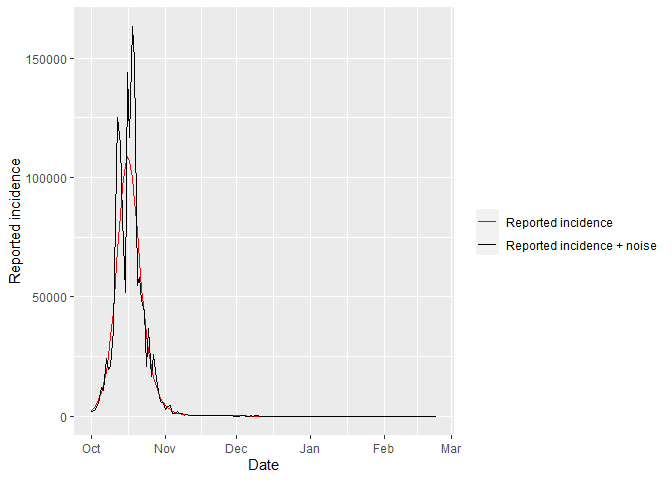 150000
100000
50000
0
Reported incidence
Oct Nov Dec Jan Feb Mar
Date
Reported incidence
Reported incidence + noise